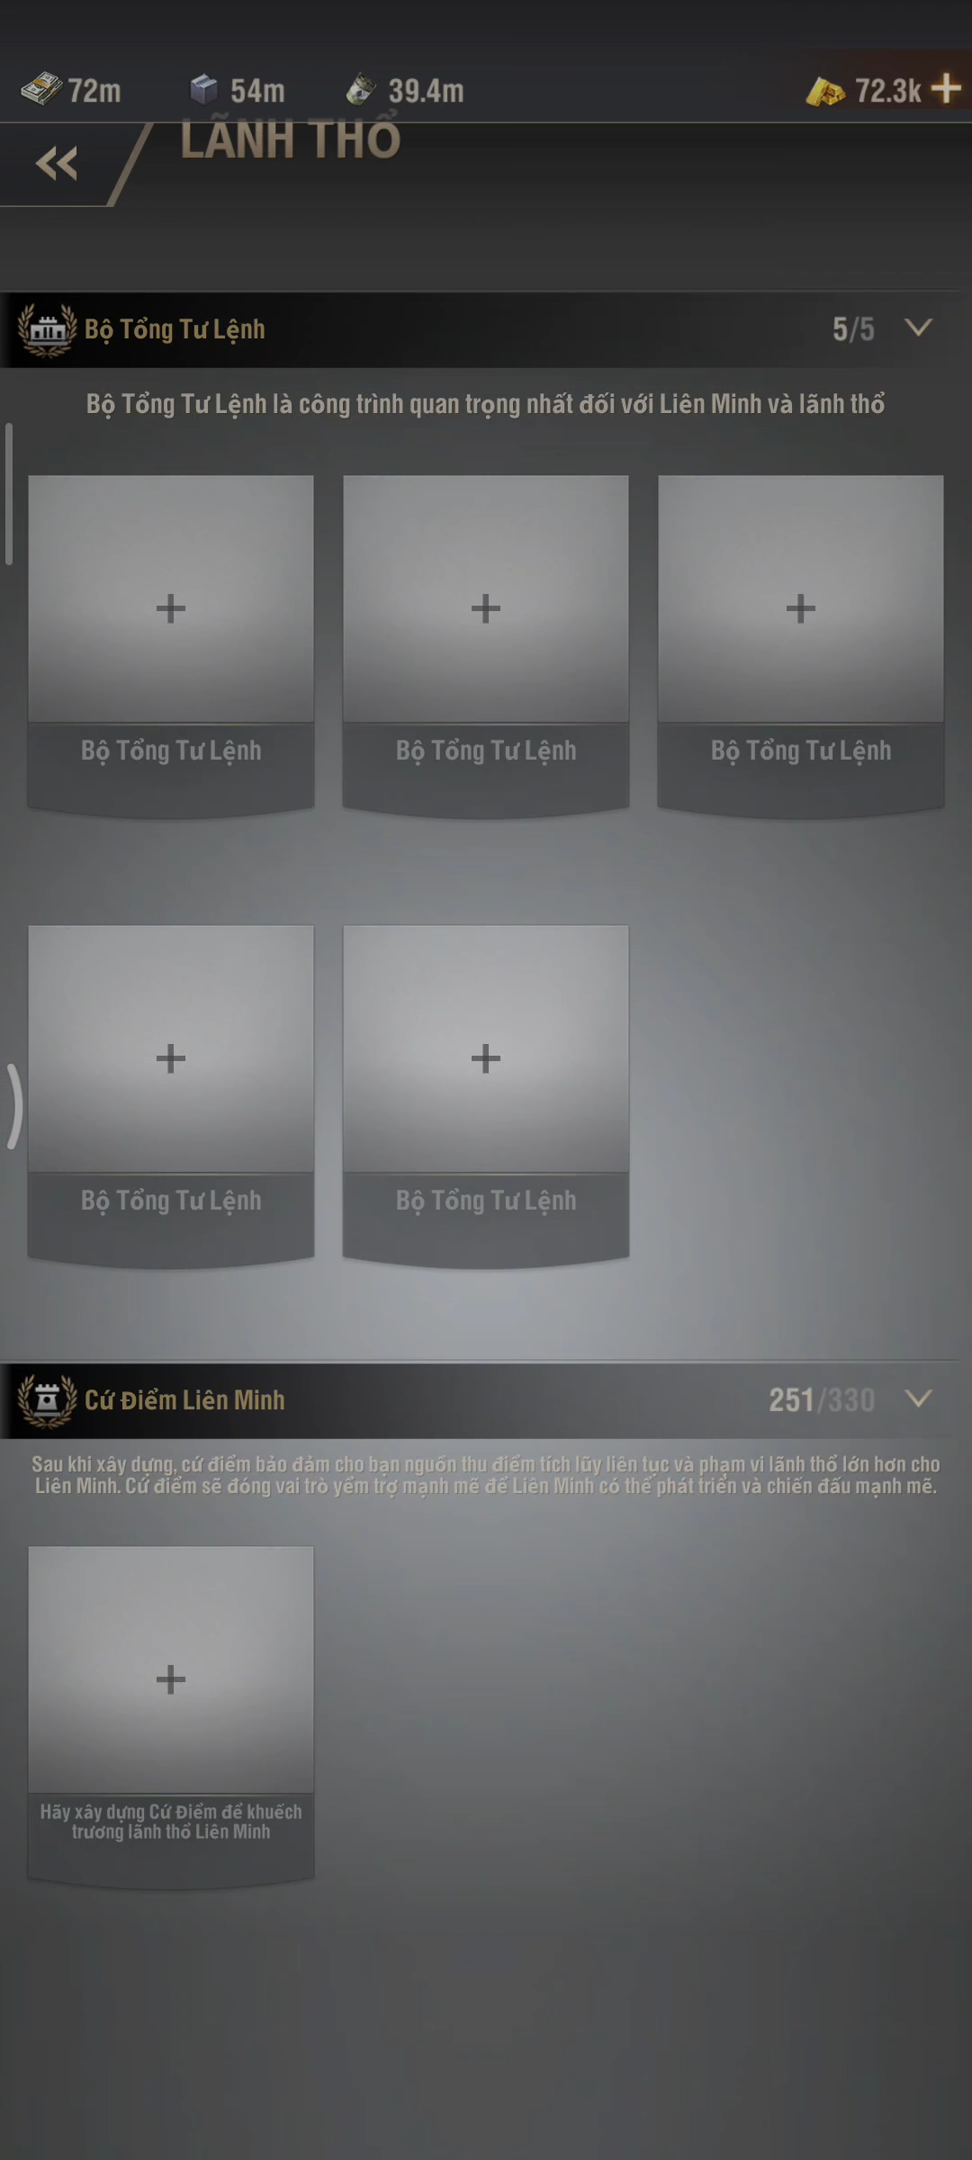 72m
54m
39.4m
72.3k
LÃNH THỔ
Bộ Tổng Tư Lệnh
5/5
Bộ Tổng Tư Lệnh là công trình quan trọng nhất đối với Liên Minh và lãnh thổ
Bộ Tổng Tư Lệnh
Bộ Tổng Tư Lệnh
Bộ Tổng Tư Lệnh
Bộ Tổng Tư Lệnh
Bộ Tổng Tư Lệnh
Cứ Điểm Liên Minh
251/330
Sau khi xây dựng, cứ điểm bảo đảm cho bạn nguồn thu điểm tích lũy liên tục và phạm vi lãnh thổ lớn hơn cho
Liên Minh. Cứ điểm sẽ đóng vai trò yểm trợ mạnh mẽ để Liên Minh có thể phát triển và chiến đấu mạnh mẽ.
Hãy xây dựng Cứ Điểm để khuếch
trương lãnh thổ Liên Minh